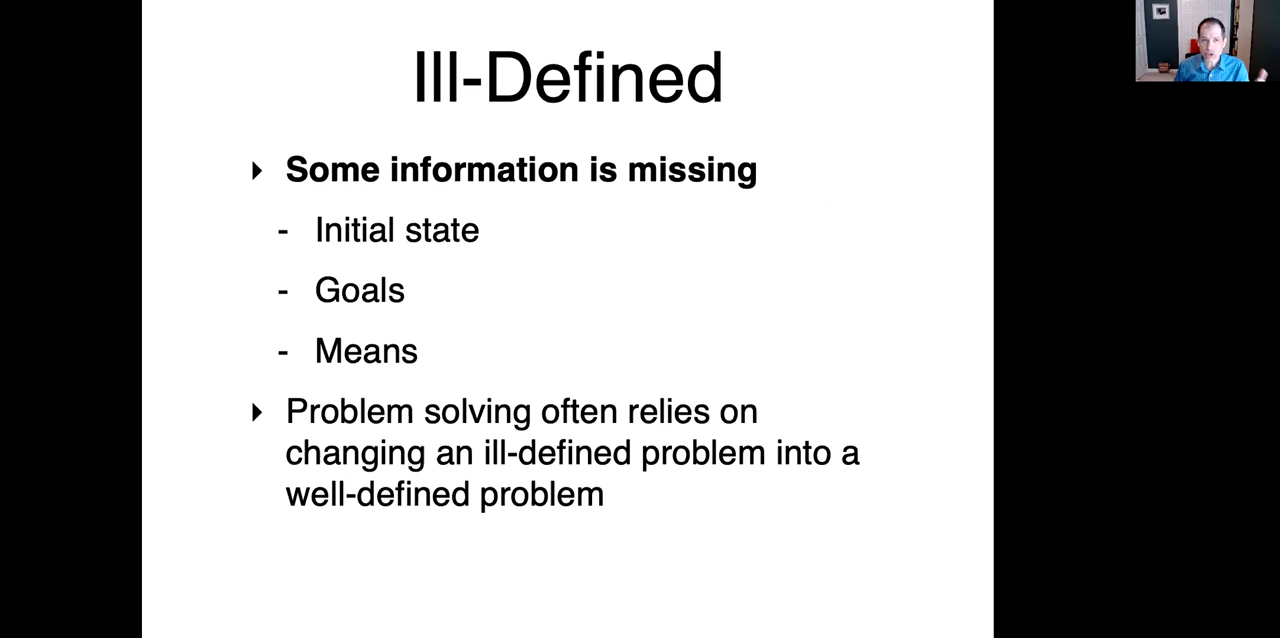 Ill-Defined
‣ Some information is missing
- Initial state
- Goals
- Means
‣ Problem solving often relies on
changing an ill-defined problem into a
well-defined problem